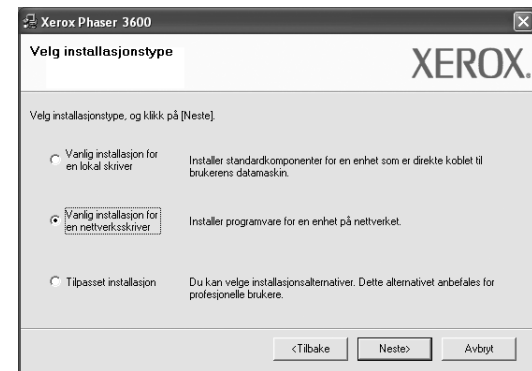 Xerox Phaser 3600
Velg installasjonstype
XEROX.
Velg installasjonstype, og klikk på [Neste].
Vanlig installasjon for
en lokal skriver
Installer standardkomponenter for en enhet som er direkte koblet til
brukerens datamaskin.
Vanlig installasjon for
en nettverksskriver
Installer programvare for en enhet på nettverket.
Tilpasset installasjon
Du kan velge installasjonsalternativer. Dette alternativet anbefales for
profesjonelle brukere.
<Tilbake
Neste>
Avbryt